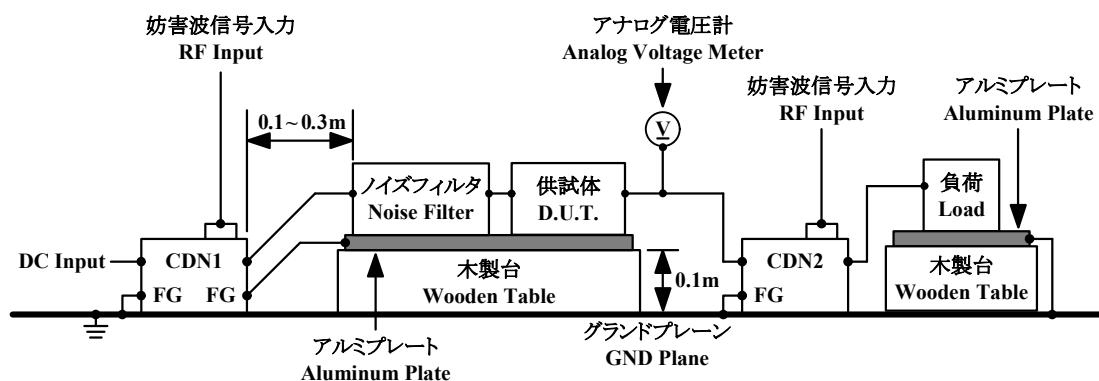 妨害波信号入力
RF Input
アナログ電圧計
Analog Voltage Meter
妨害波信号入力
RF Input
アルミプレート
Aluminum Plate
0.1~0.3m
V
ノイズフィルタ
Noise Filter
供試体
D.U.T.
負荷
Load
DC Input
CDN1
FG
FG
木製台
Wooden Table
0.1m
CDN2
FG
木製台
Wooden Table
アルミプレート
Aluminum Plate
グランドプレーン
GND Plane